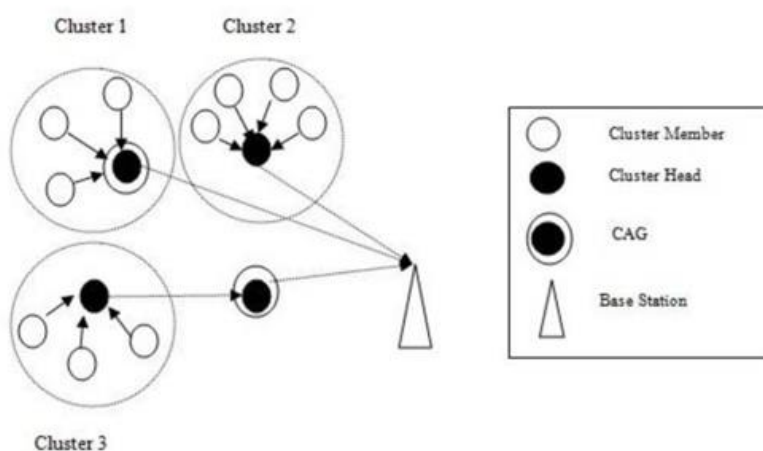 Cluster 1
Cluster 2
Cluster Member
Cluster Head
CAG
Base Station
Cluster 3